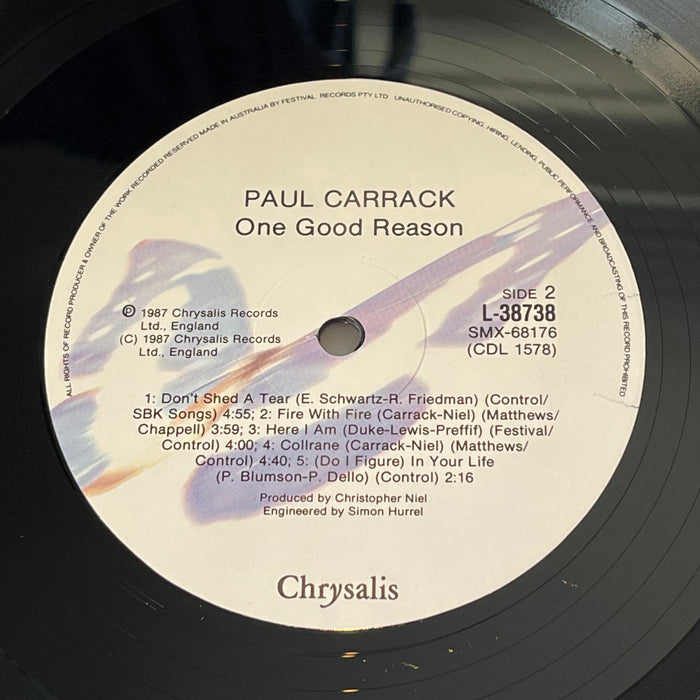 ALL RIGHTS OF RECORD PRODUCER & OWNER OF THE WORK RECORDED RESERVED MADE IN AUSTRALIA BY FESTIVAL RECORDS PTY LTD UNAUTHORISED COPYING, HIRING, LENDING, PUBLIC PERFORMANCE AND BROADCASTING OF THIS RECORD PROHIBITED
PAUL CARRACK
One Good Reason
Ⓟ 1987 Chrysalis Records
Ltd., England
(C) 1987 Chrysalis Records
Ltd., England
SIDE 2
L-38738
SMX-68176
(CDL 1578)
1: Don't Shed A Tear (E. Schwartz-R. Friedman) (Control/
SBK Songs) 4:55; 2: Fire With Fire (Carrack-Niel) (Matthews/
Chappell) 3:59; 3: Here I Am (Duke-Lewis-Preffif) (Festival/
Control) 4:00; 4: Collrane (Carrack-Niel) (Matthews/
Control) 4:40; 5: (Do I Figure) In Your Life
(P. Blumson-P. Dello) (Control) 2:16
Produced by Christopher Niel
Engineered by Simon Hurrel
Chrysalis